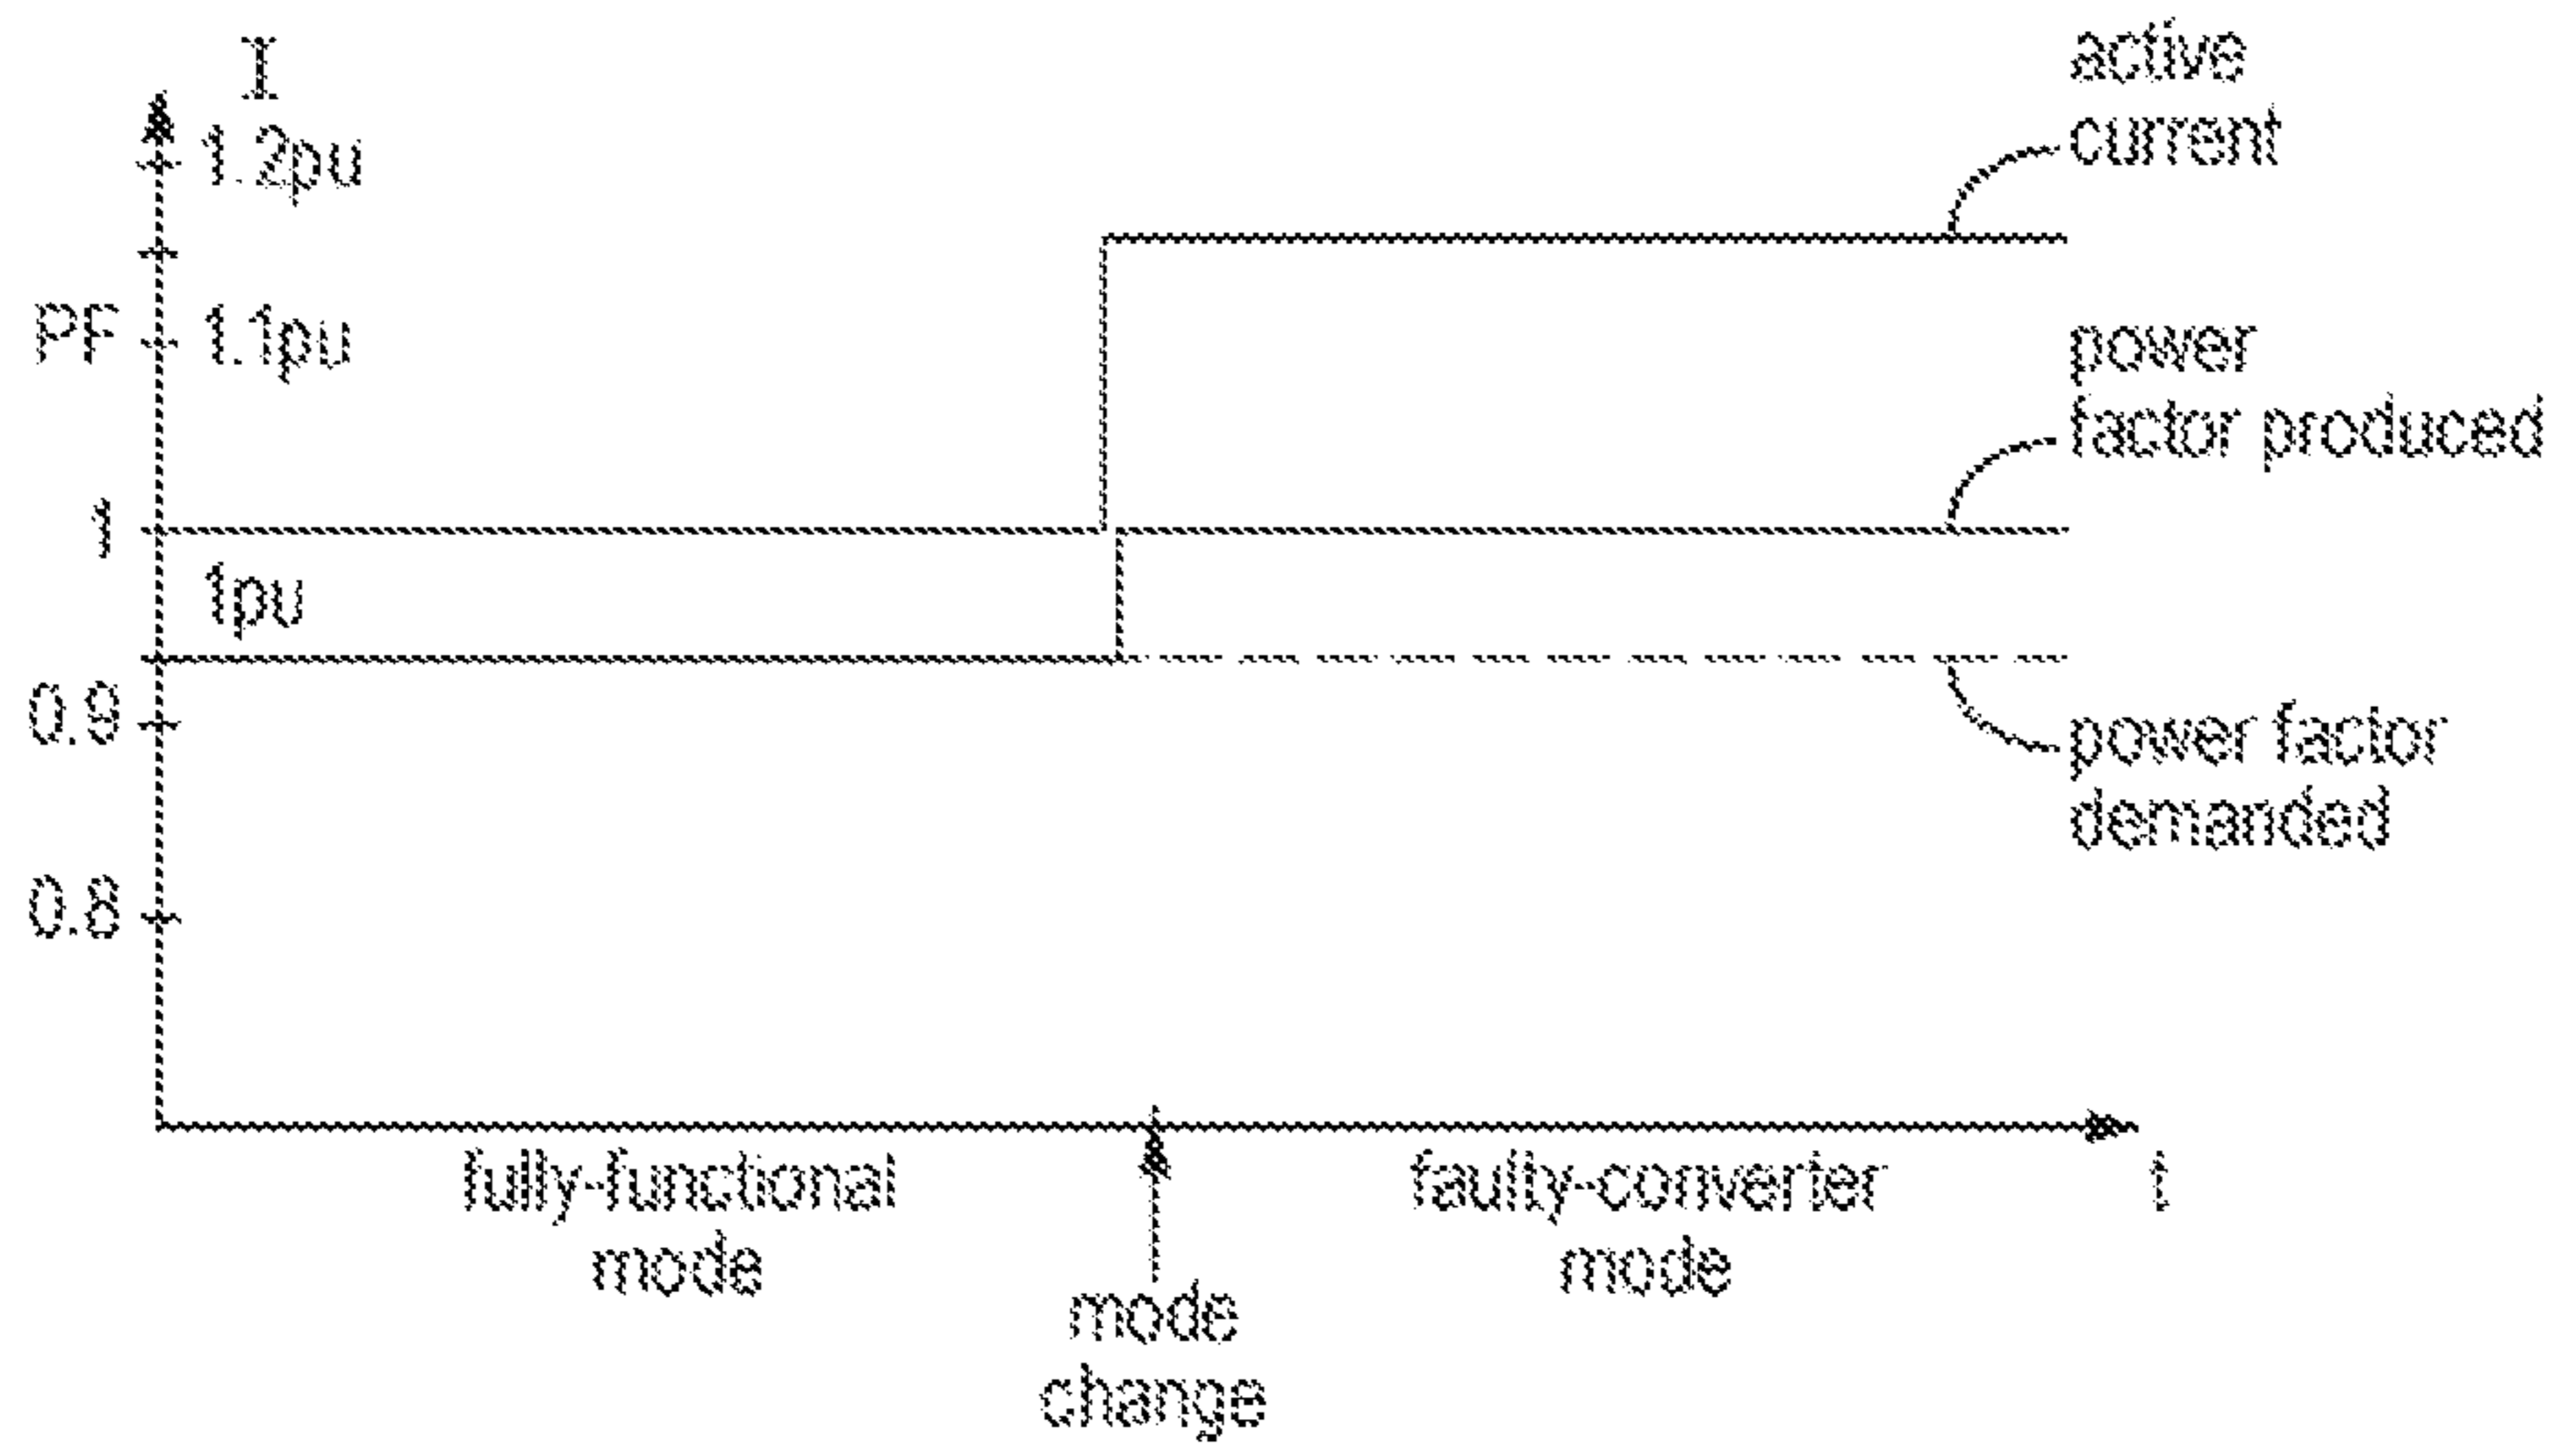 I
1.2pu
PF
1.1pu
1
1pu
0.9
0.8
active
current
power
factor produced
power factor
demanded
fully-functional
mode
mode
change
faulty-converter
mode
t